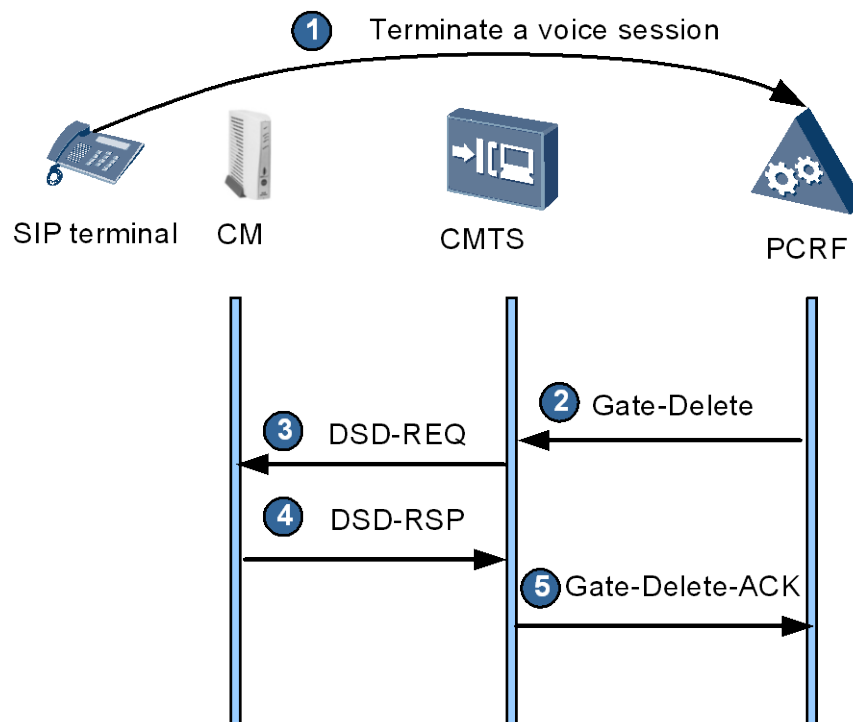 1 Terminate a voice session
SIP terminal CM CMTS PCRF
2 Gate-Delete
3 DSD-REQ
4 DSD-RSP
5 Gate-Delete-ACK